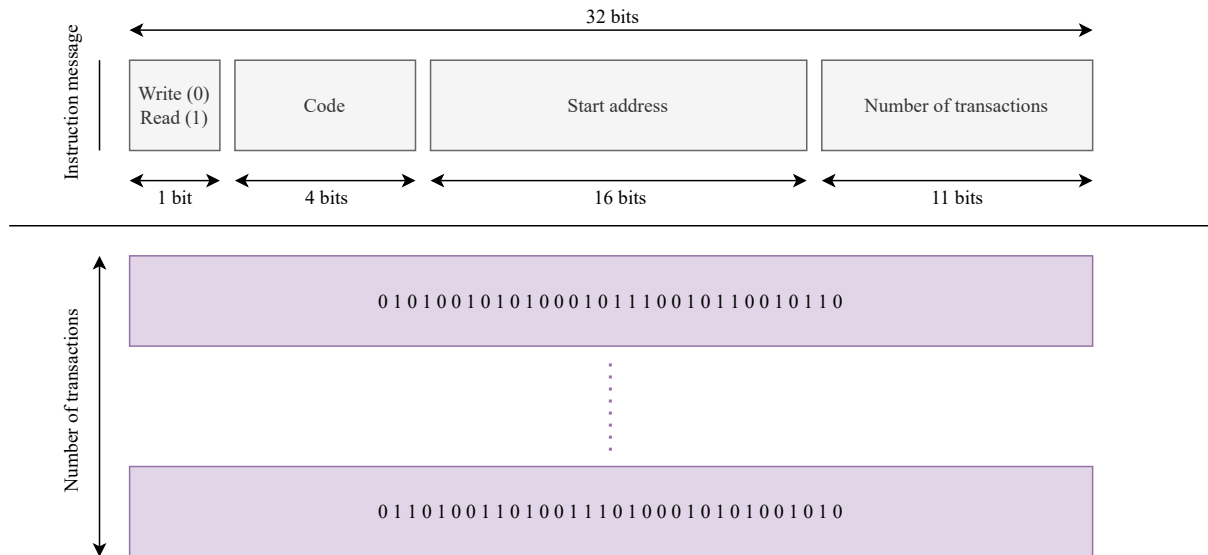 32 bits
Instruction message
Write (0)
Read (1)
Code
Start address
Number of transactions
1 bit
4 bits
16 bits
11 bits
Number of transactions
0 1 0 1 0 0 1 0 1 0 1 0 0 0 1 0 1 1 1 0 0 1 0 1 1 0 0 1 0 1 1 0
0 1 1 0 1 0 0 1 1 0 1 0 0 1 1 1 0 1 0 0 0 1 0 1 0 1 0 0 1 0 1 0